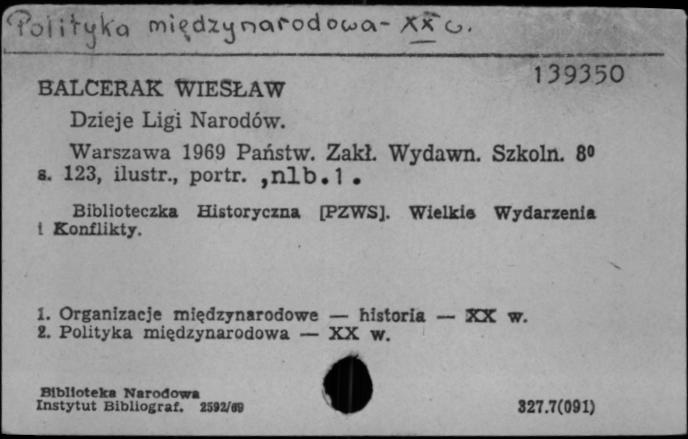 Polityka międzynarodowa - XX w.
139350
BALCERAK WIESŁAW
Dzieje Ligi Narodów.
Warszawa 1969 Państw. Zakł. Wydawn. Szkoln. 8⁰
s. 123, ilustr., portr. ,nlb.1 .
Biblioteczka Historyczna [PZWS]. Wielkie Wydarzenia
i Konflikty.
1. Organizacje międzynarodowe — historia — XX w.
2. Polityka międzynarodowa — XX w.
Biblioteka Narodowa
Instytut Bibliograf. 2592/69
327.7(091)